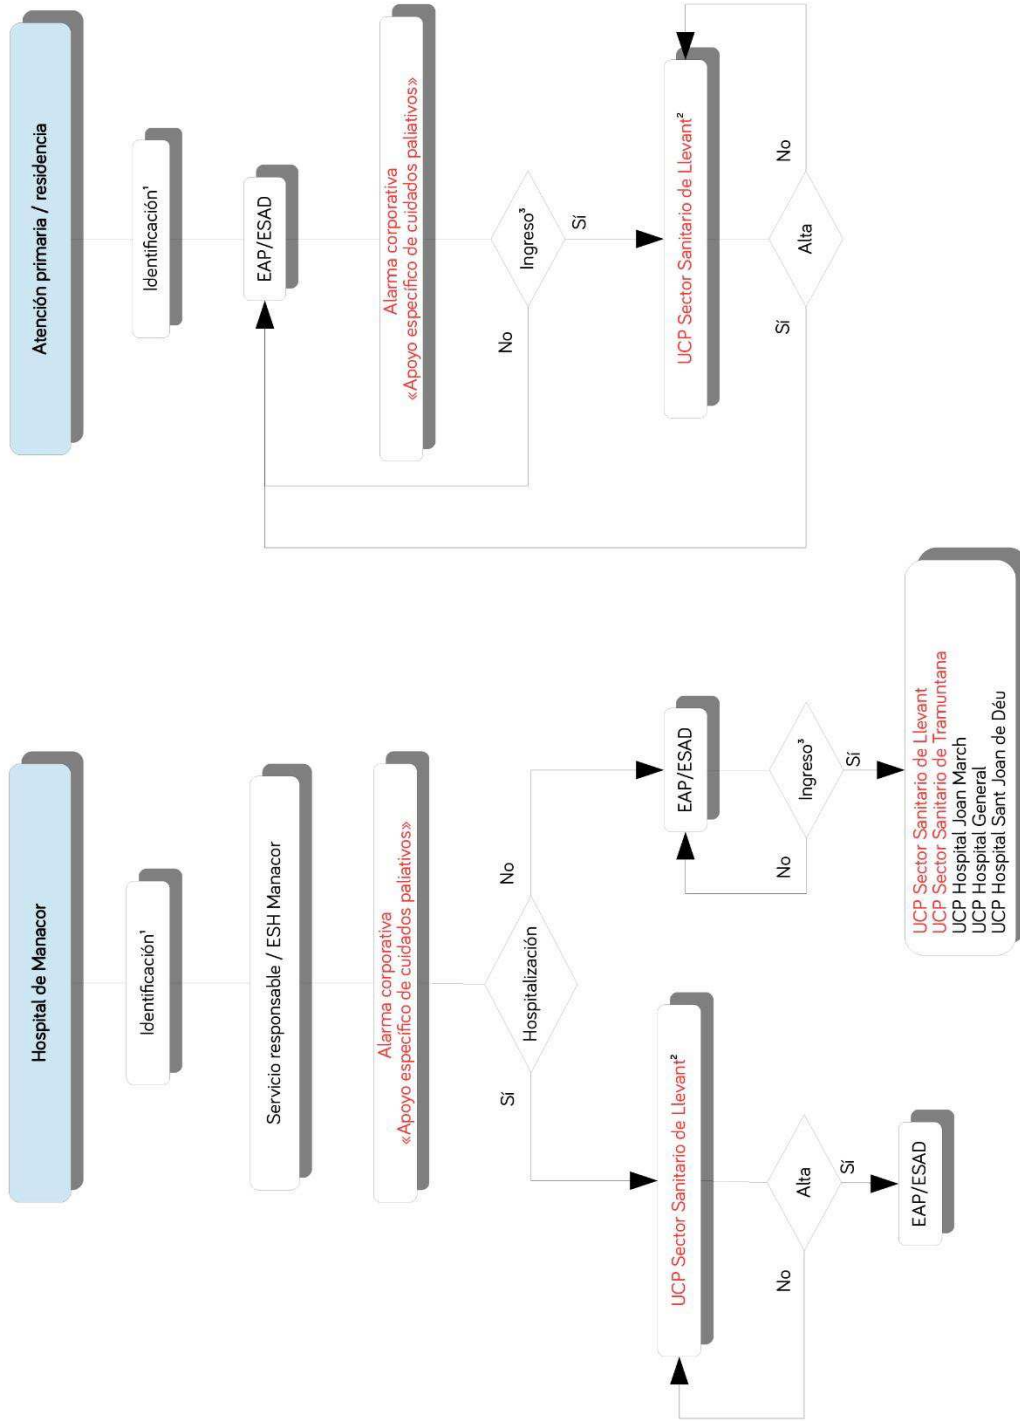 Hospital de Manacor
Identificación¹
Servicio responsable / ESH Manacor
Alarma corporativa
«Apoyo específico de cuidados paliativos»
Hospitalización
Sí
No
UCP Sector Sanitario de Llevant²
Alta
No
Sí
EAP/ESAD
EAP/ESAD
Ingreso³
No
Sí
UCP Sector Sanitario de Llevant
UCP Sector Sanitario de Tramuntana
UCP Hospital Joan March
UCP Hospital General
UCP Hospital Sant Joan de Déu
Atención primaria / residencia
Identificación¹
EAP/ESAD
Alarma corporativa
«Apoyo específico de cuidados paliativos»
Ingreso³
No
Sí
UCP Sector Sanitario de Llevant²
Alta
Sí
No